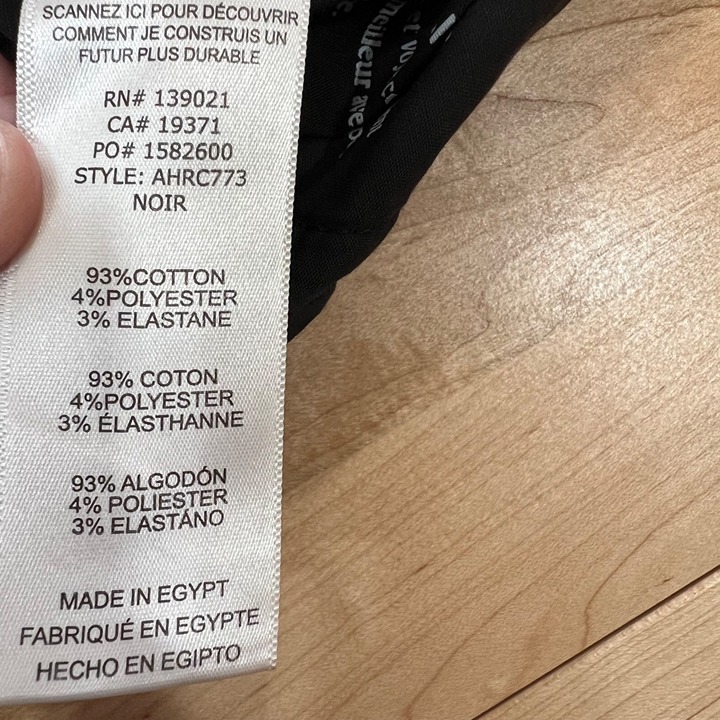 SCANNEZ ICI POUR DÉCOUVRIR
COMMENT JE CONSTRUIS UN
FUTUR PLUS DURABLE
RN# 139021
CA# 19371
PO# 1582600
STYLE: AHRC773
NOIR
93%COTTON
4%POLYESTER
3% ELASTANE
93% COTON
4%POLYESTER
3% ÉLASTHANNE
93% ALGODÓN
4% POLIESTER
3% ELASTÁNO
MADE IN EGYPT
FABRIQUÉ EN EGYPTE
HECHO EN EGIPTO
et
meilleur